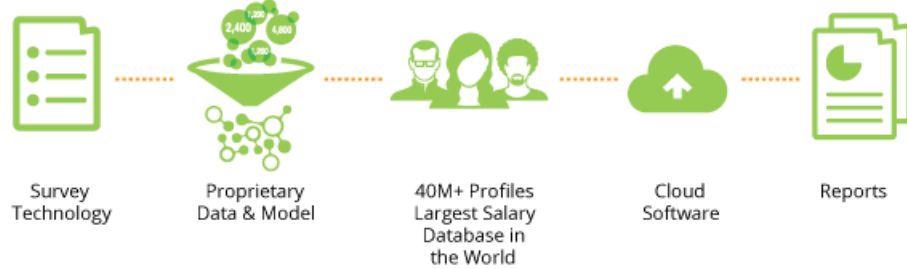 2,400
1,200
4,800
1,200
Survey
Technology
Proprietary
Data & Model
40M+ Profiles
Largest Salary
Database in
the World
Cloud
Software
Reports